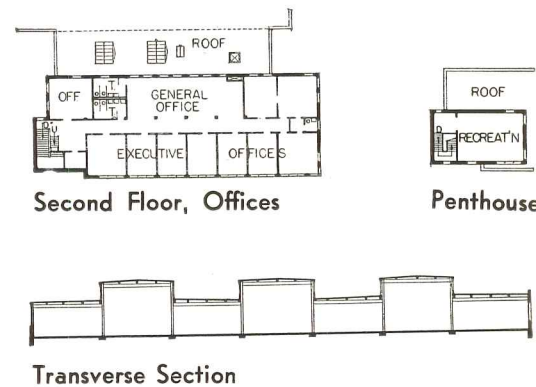 ROOF
OFF
GENERAL
OFFICE
D U
EXECUTIVE OFFICES
Second Floor, Offices
ROOF
D
RECREAT'N
Penthouse
Transverse Section